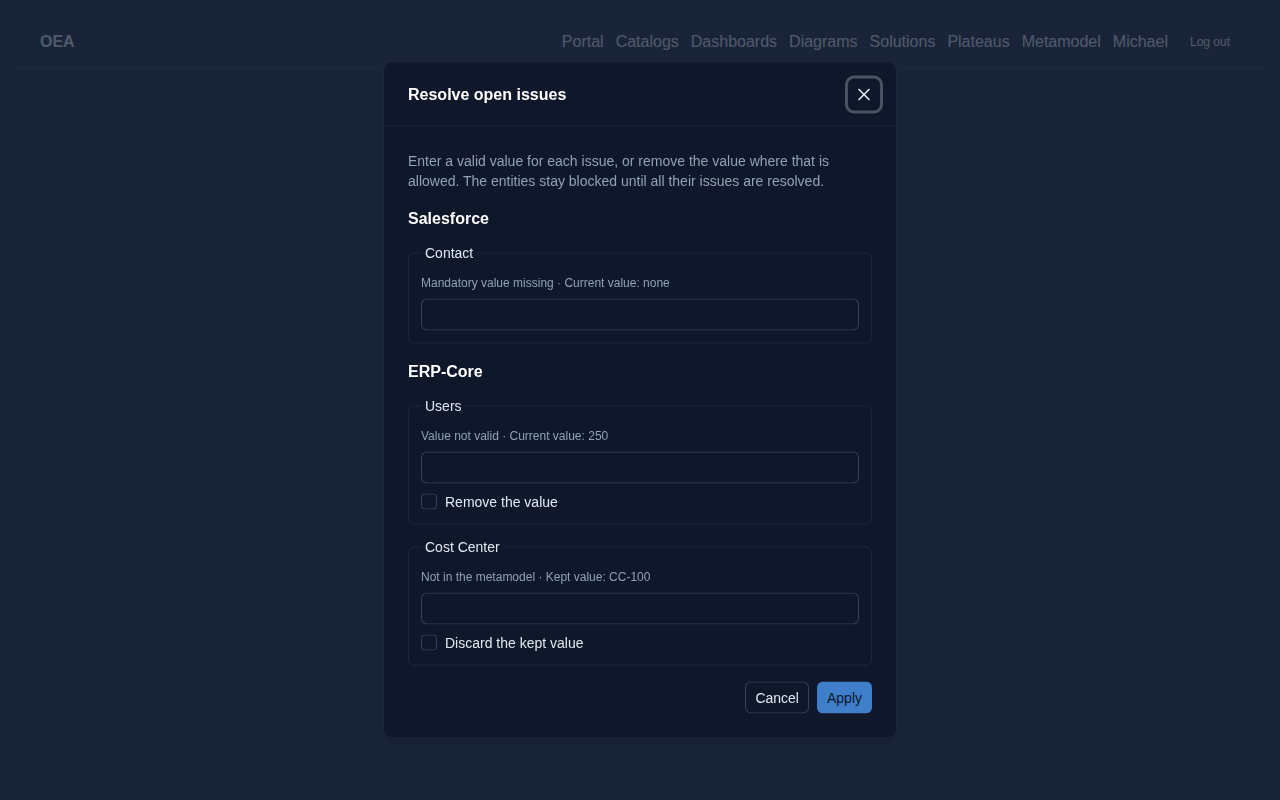 OEA
Portal Catalogs Dashboards Diagrams Solutions Plateaus Metamodel Michael Log out
Resolve open issues
Enter a valid value for each issue, or remove the value where that is
allowed. The entities stay blocked until all their issues are resolved.
Salesforce
Contact
Mandatory value missing · Current value: none
ERP-Core
Users
Value not valid · Current value: 250
Remove the value
Cost Center
Not in the metamodel · Kept value: CC-100
Discard the kept value
Cancel Apply